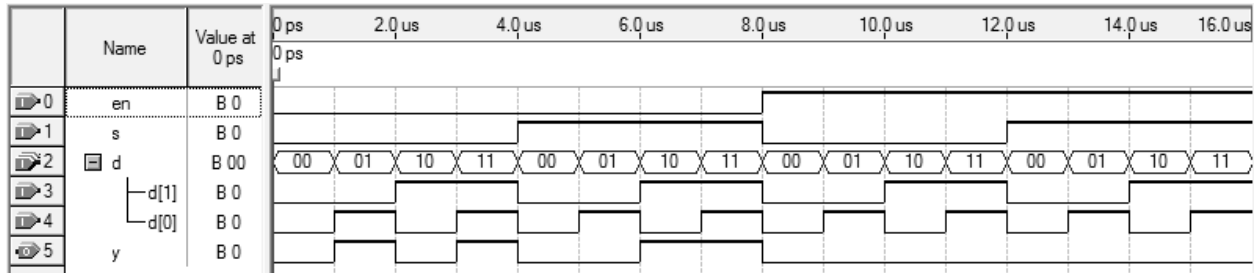 Name Value at 0 ps 0 ps 2.0 us 4.0 us 6.0 us 8.0 us 10.0 us 12.0 us 14.0 us 16.0 us
0 ps
0 en B 0
1 s B 0
2 d B 00 00 01 10 11 00 01 10 11 00 01 10 11 00 01 10 11
3 d[1] B 0
4 d[0] B 0
5 y B 0